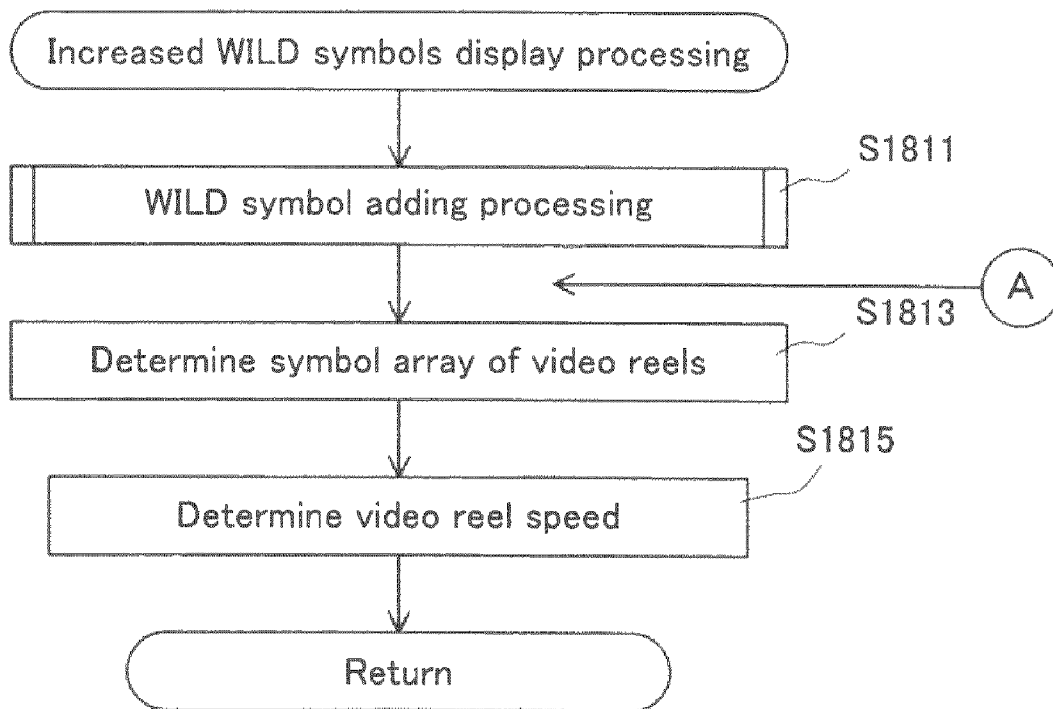 Increased WILD symbols display processing
S1811
WILD symbol adding processing
A
S1813
Determine symbol array of video reels
S1815
Determine video reel speed
Return